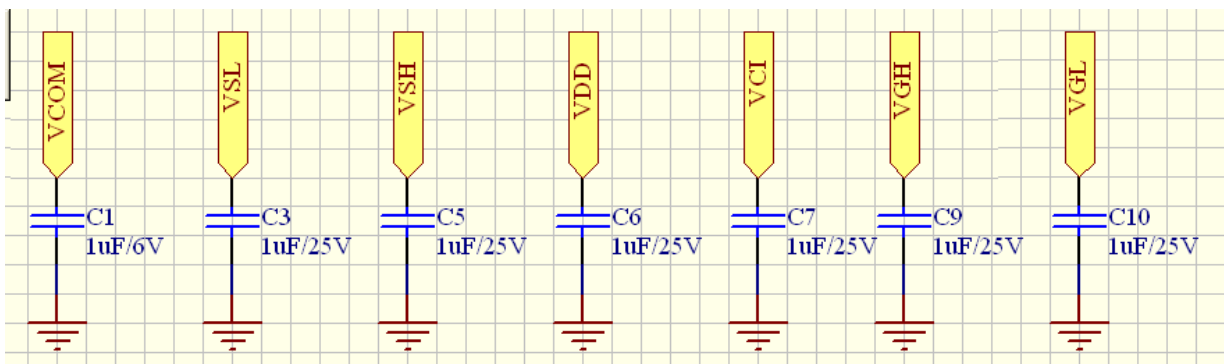 VCOM
VSL
VSH
VDD
VCI
VGH
VGL
C1
1uF/6V
C3
1uF/25V
C5
1uF/25V
C6
1uF/25V
C7
1uF/25V
C9
1uF/25V
C10
1uF/25V